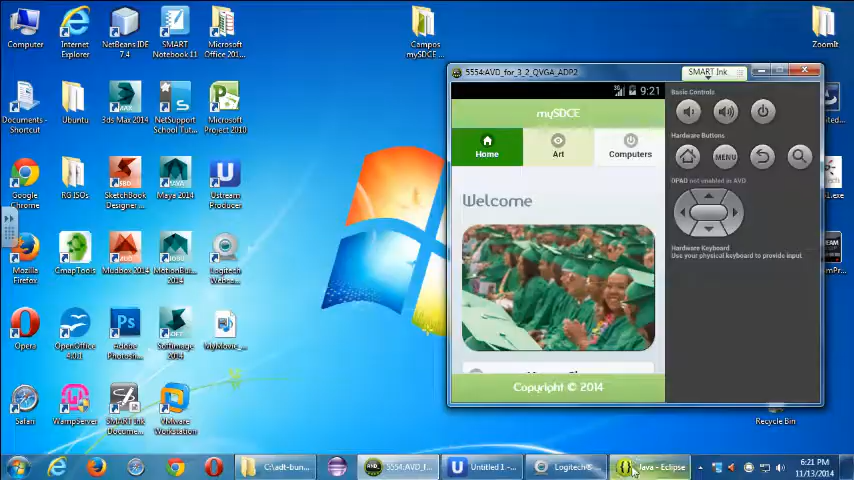 Computer
Internet
Explorer
NetBeans IDE
7.4
SMART
Notebook 11
Microsoft
Office 201...
Campos
mySDCE ...
ZoomIt
Documents -
Shortcut
Ubuntu
3ds Max 2014
NetSupport
School Tut...
Microsoft
Project 2010
Google
Chrome
RG.ISOs
SketchBook
Designer ...
Maya 2014
Ustream
Producer
Mozilla
Firefox
CmapTools
Mudbox 2014
MotionBui...
2014
Logitech
Webca...
Opera
OpenOffice
4.0.1
Adobe
Photosh...
Softimage
2014
MyMovie_...
Safari
WampServer
SMART Ink
Docume...
VMware
Workstation
Recycle Bin
5554:AVD_for_3_2_QVGA_ADP2
SMART Ink
3G
9:21
mySDCE
Home
Art
Computers
Welcome
Copyright © 2014
Basic Controls
Hardware Buttons
MENU
DPAD not enabled in AVD
Hardware Keyboard
Use your physical keyboard to provide input
C:\adt-bun...
5554:AVD_f...
Untitled 1 -...
Logitech® ...
Java - Eclipse
6:21 PM
11/13/2014